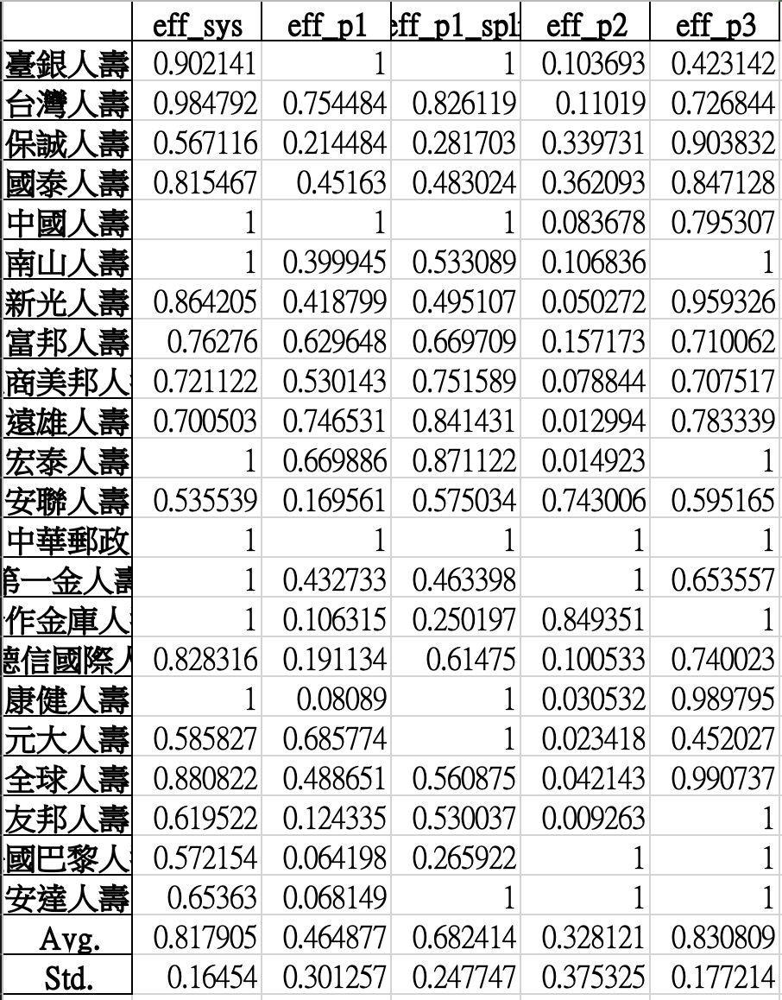 eff_sys eff_p1 eff_p1_spli eff_p2 eff_p3
臺銀人壽 0.902141 1 1 0.103693 0.423142
台灣人壽 0.984792 0.754484 0.826119 0.11019 0.726844
保誠人壽 0.567116 0.214484 0.281703 0.339731 0.903832
國泰人壽 0.815467 0.45163 0.483024 0.362093 0.847128
中國人壽 1 1 1 0.083678 0.795307
南山人壽 1 0.399945 0.533089 0.106836 1
新光人壽 0.864205 0.418799 0.495107 0.050272 0.959326
富邦人壽 0.76276 0.629648 0.669709 0.157173 0.710062
商美邦人 0.721122 0.530143 0.751589 0.078844 0.707517
遠雄人壽 0.700503 0.746531 0.841431 0.012994 0.783339
宏泰人壽 1 0.669886 0.871122 0.014923 1
安聯人壽 0.535539 0.169561 0.575034 0.743006 0.595165
中華郵政 1 1 1 1 1
第一金人壽 1 0.432733 0.463398 1 0.653557
作金庫人 1 0.106315 0.250197 0.849351 1
德信國際人 0.828316 0.191134 0.61475 0.100533 0.740023
康健人壽 1 0.08089 1 0.030532 0.989795
元大人壽 0.585827 0.685774 1 0.023418 0.452027
全球人壽 0.880822 0.488651 0.560875 0.042143 0.990737
友邦人壽 0.619522 0.124335 0.530037 0.009263 1
國巴黎人 0.572154 0.064198 0.265922 1 1
安達人壽 0.65363 0.068149 1 1 1
Avg. 0.817905 0.464877 0.682414 0.328121 0.830809
Std. 0.16454 0.301257 0.247747 0.375325 0.177214